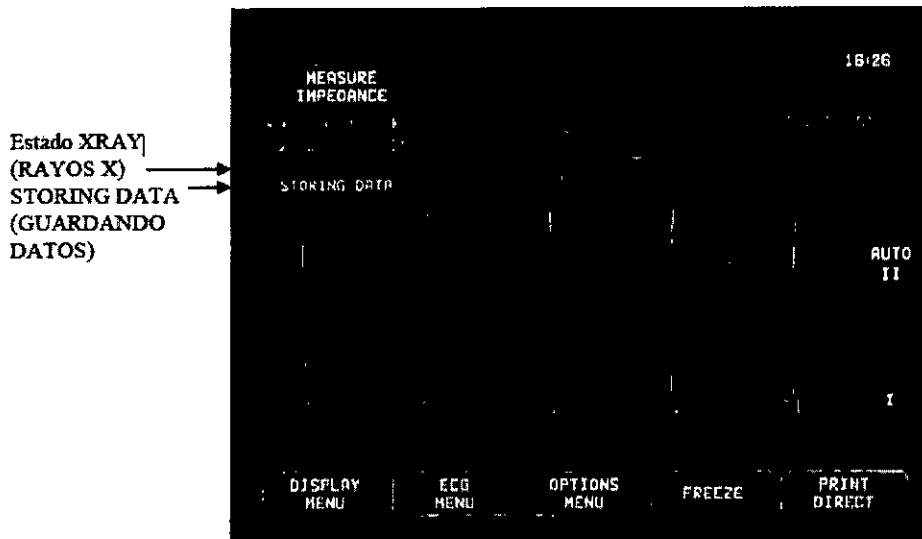 16:26
MEASURE
IMPEDANCE
Estado XRAY
(RAYOS X)
STORING DATA
(GUARDANDO
DATOS)
STORING DATA
AUTO
II
I
DISPLAY
MENU
ECG
MENU
OPTIONS
MENU
FREEZE
PRINT
DIRECT